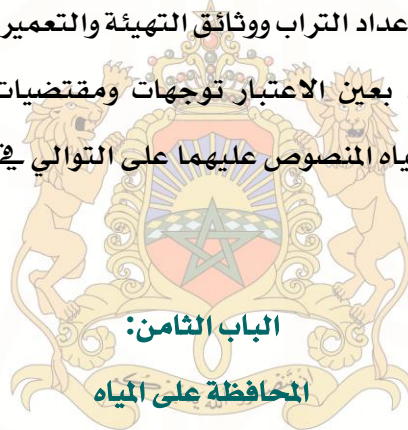 عداد التراب ووثائق التهيئة والتعمير
بعين الاعتبار توجهات ومقتضيات
ياه المنصوص عليهما على التوالي في
الباب الثامن:
المحافظة على المياه